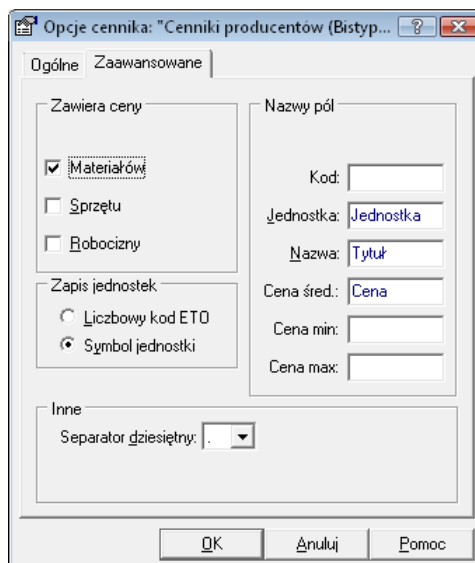 Opcje cennika: "Cenniki producentów (Bistyp...
Ogólne
Zaawansowane
Zawiera ceny
Materiałów
Sprzętu
Robocizny
Zapis jednostek
Liczbowy kod ETO
Symbol jednostki
Nazwy pól
Kod:
Jednostka: Jednostka
Nazwa: Tytuł
Cena śred.: Cena
Cena min:
Cena max:
Inne
Separator dziesiętny: .
OK
Anuluj
Pomoc